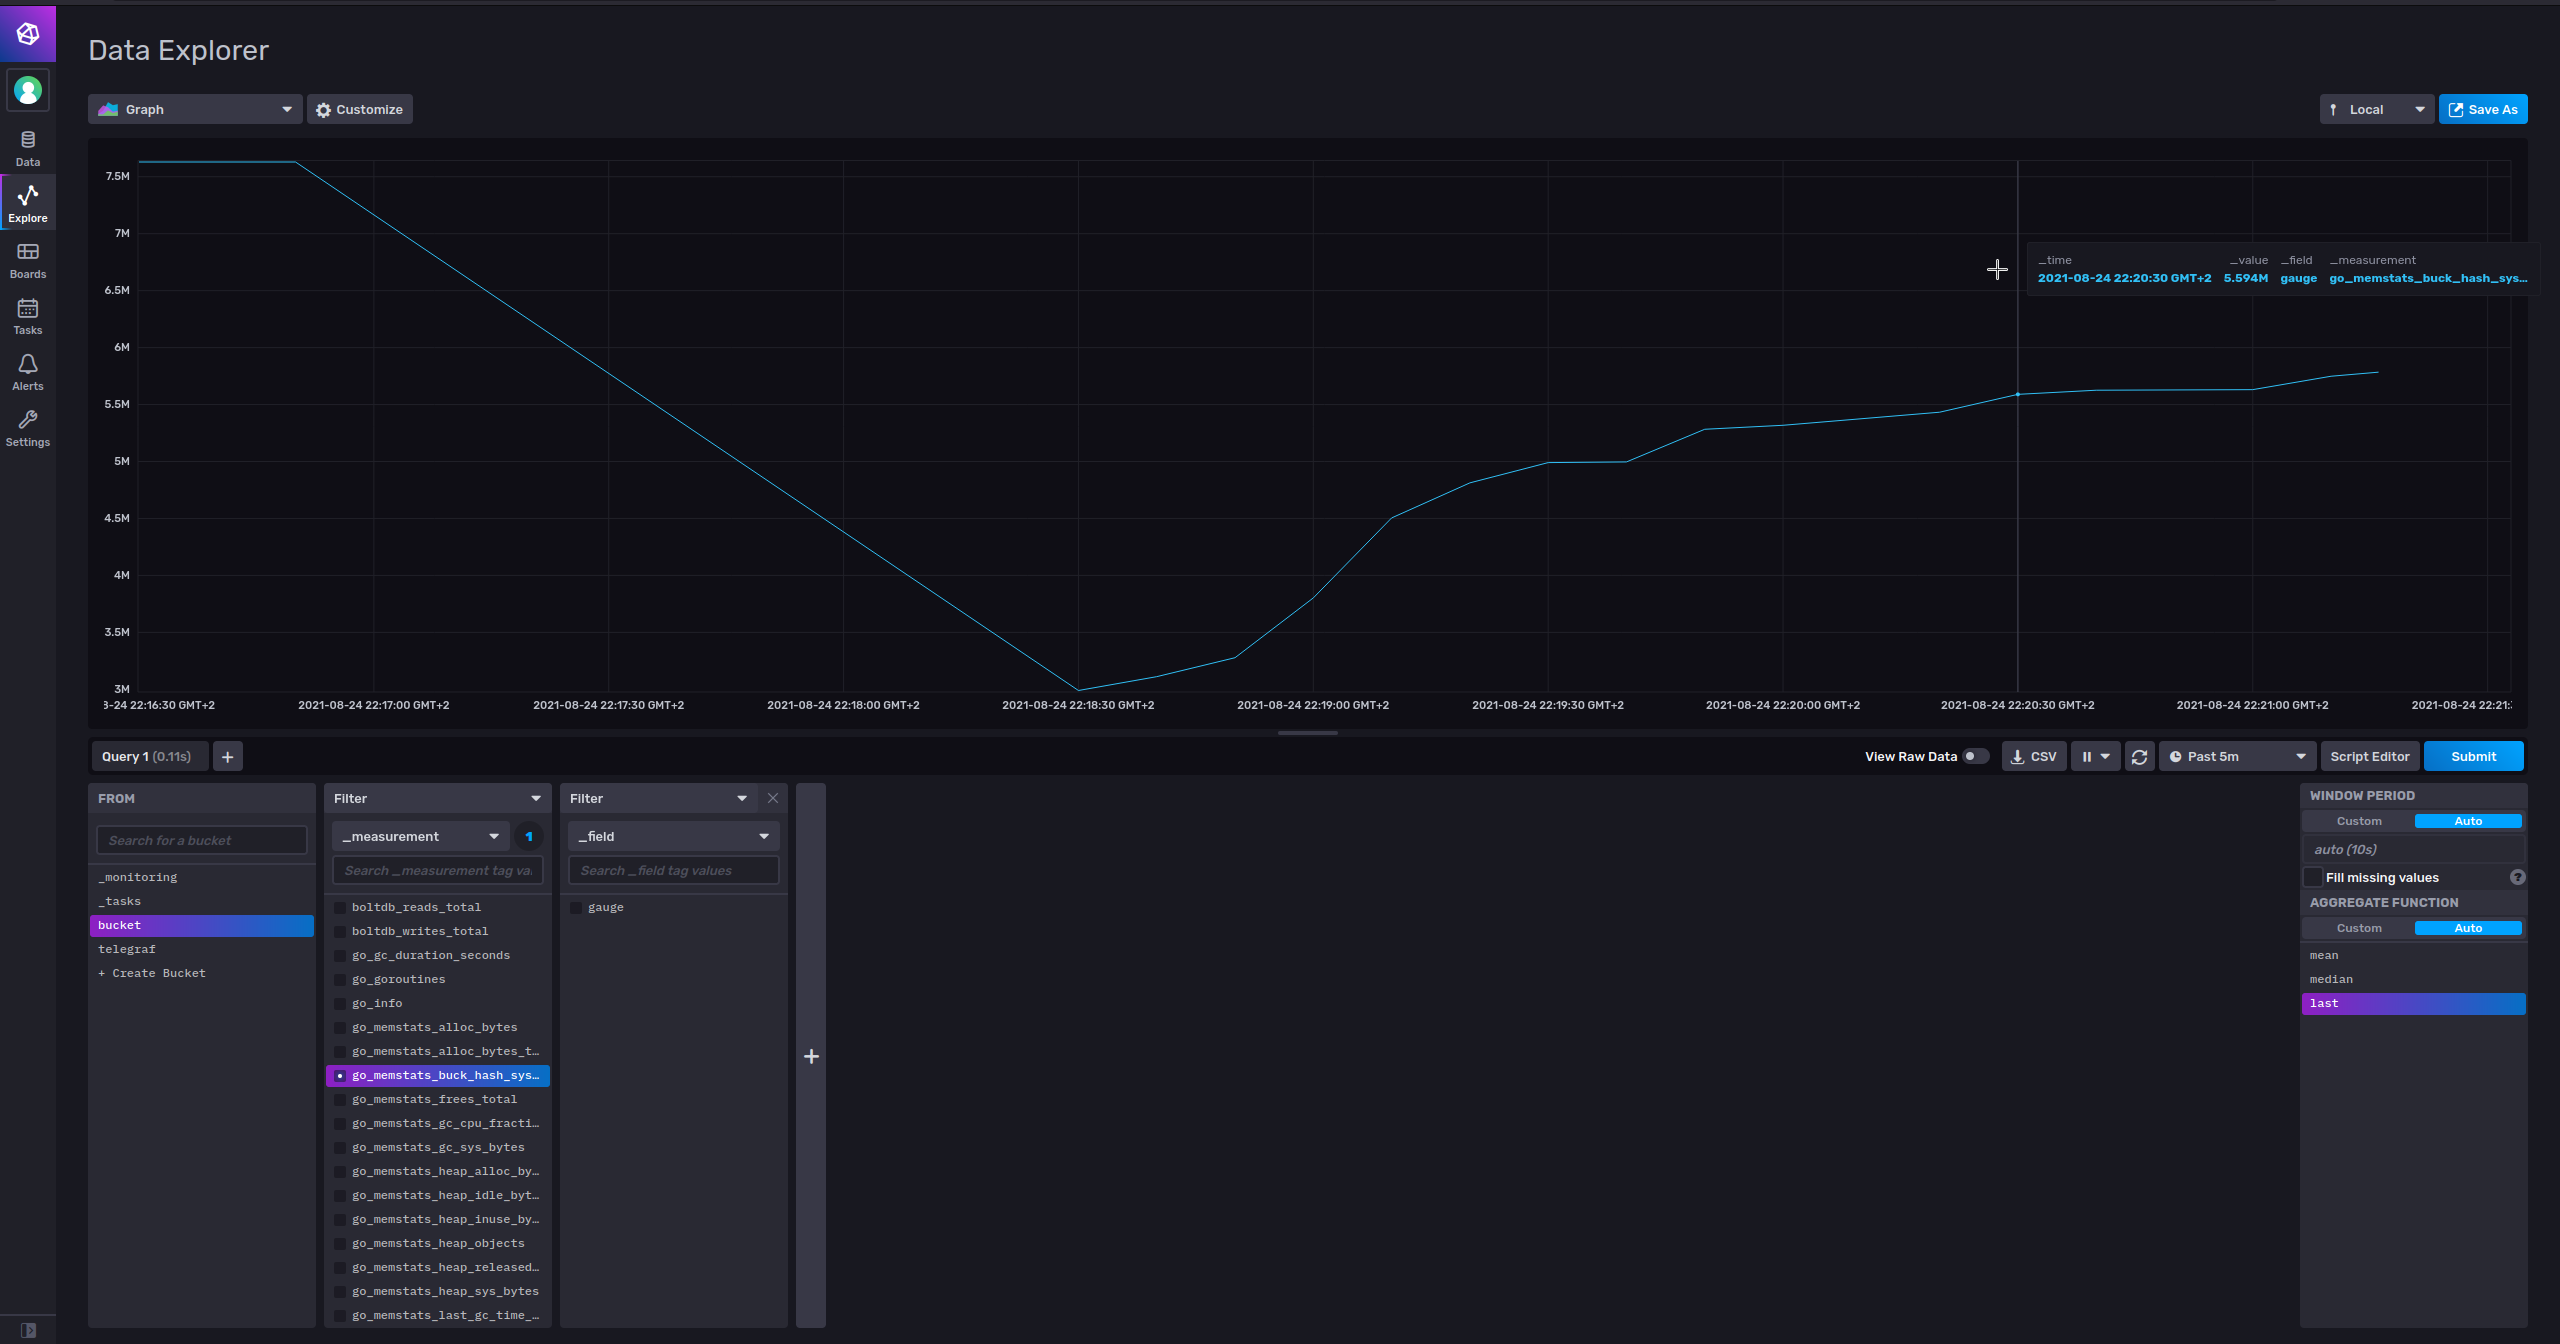 Data Explorer
Graph
Customize
Local
Save As
Data
Explore
Boards
Tasks
Alerts
Settings
7.5M
7M
6.5M
6M
5.5M
5M
4.5M
4M
3.5M
3M
_time _value _field _measurement
2021-08-24 22:20:30 GMT+2 5.594M gauge go_memstats_buck_hash_sys...
-24 22:16:30 GMT+2 2021-08-24 22:17:00 GMT+2 2021-08-24 22:17:30 GMT+2 2021-08-24 22:18:00 GMT+2 2021-08-24 22:18:30 GMT+2 2021-08-24 22:19:00 GMT+2 2021-08-24 22:19:30 GMT+2 2021-08-24 22:20:00 GMT+2 2021-08-24 22:20:30 GMT+2 2021-08-24 22:21:00 GMT+2 2021-08-24 22:21:
Query 1 (0.11s)
+
View Raw Data
CSV
Past 5m
Script Editor
Submit
FROM
Search for a bucket
_monitoring
_tasks
bucket
telegraf
+ Create Bucket
Filter
_measurement
1
Search _measurement tag va
boltdb_reads_total
boltdb_writes_total
go_gc_duration_seconds
go_goroutines
go_info
go_memstats_alloc_bytes
go_memstats_alloc_bytes_t…
go_memstats_buck_hash_sys…
go_memstats_frees_total
go_memstats_gc_cpu_fracti…
go_memstats_gc_sys_bytes
go_memstats_heap_alloc_by…
go_memstats_heap_idle_byt…
go_memstats_heap_inuse_by…
go_memstats_heap_objects
go_memstats_heap_released…
go_memstats_heap_sys_bytes
go_memstats_last_gc_time_…
Filter
_field
Search _field tag values
gauge
+
WINDOW PERIOD
Custom Auto
auto (10s)
Fill missing values
?
AGGREGATE FUNCTION
Custom Auto
mean
median
last